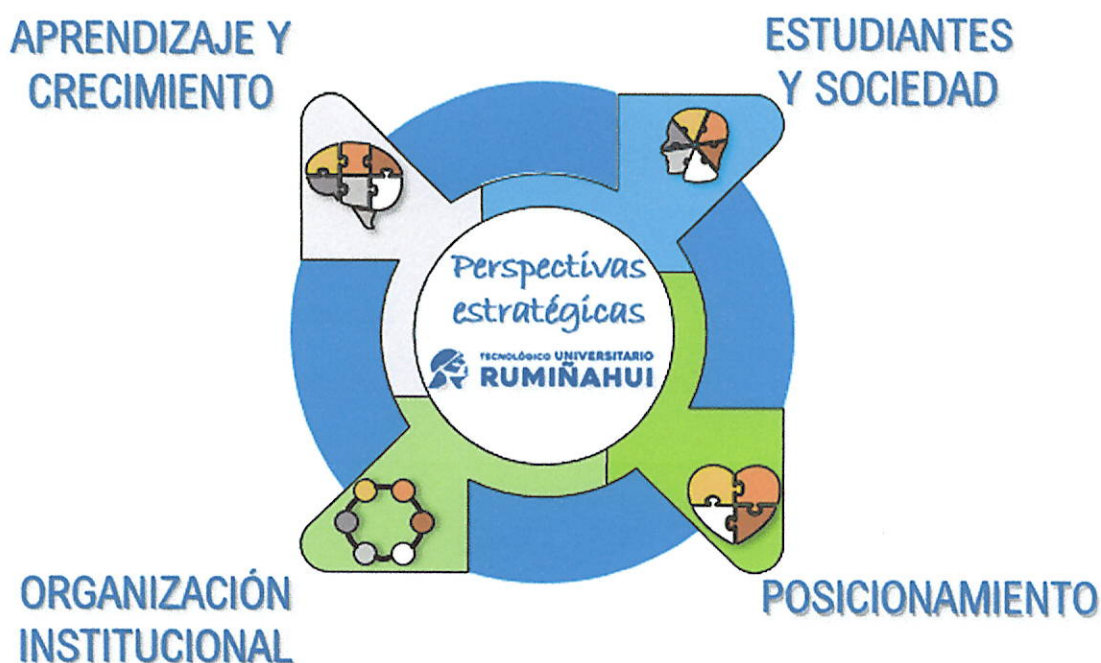 APRENDIZAJE Y
CRECIMIENTO
ESTUDIANTES
Y SOCIEDAD
Perspectivas
estratégicas
TECNOLÓGICO UNIVERSITARIO
RUMIÑAHUI
ORGANIZACIÓN
INSTITUCIONAL
POSICIONAMIENTO